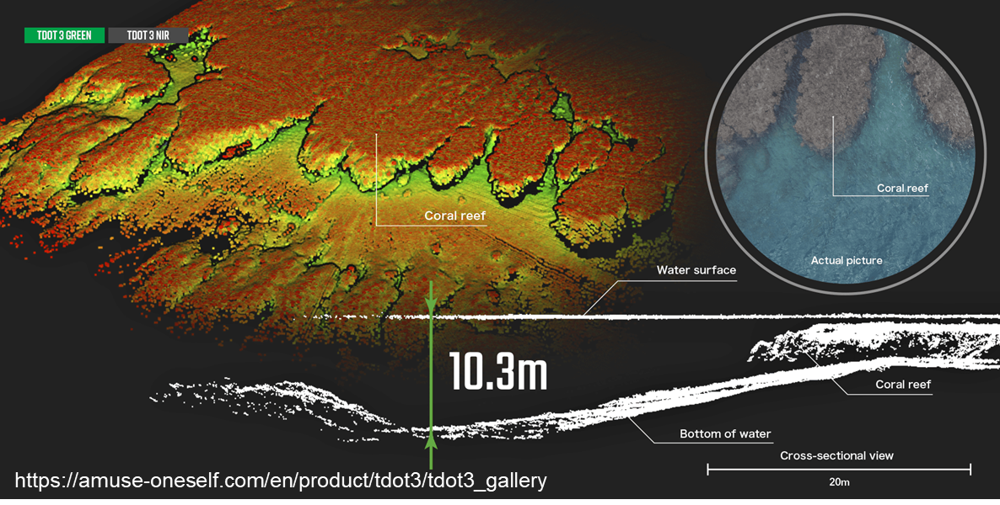 TDOT 3 GREEN
TDOT 3 NIR
Coral reef
Coral reef
Actual picture
Water surface
10.3m
Coral reef
Bottom of water
Cross-sectional view
20m
https://amuse-oneself.com/en/product/tdot3/tdot3_gallery